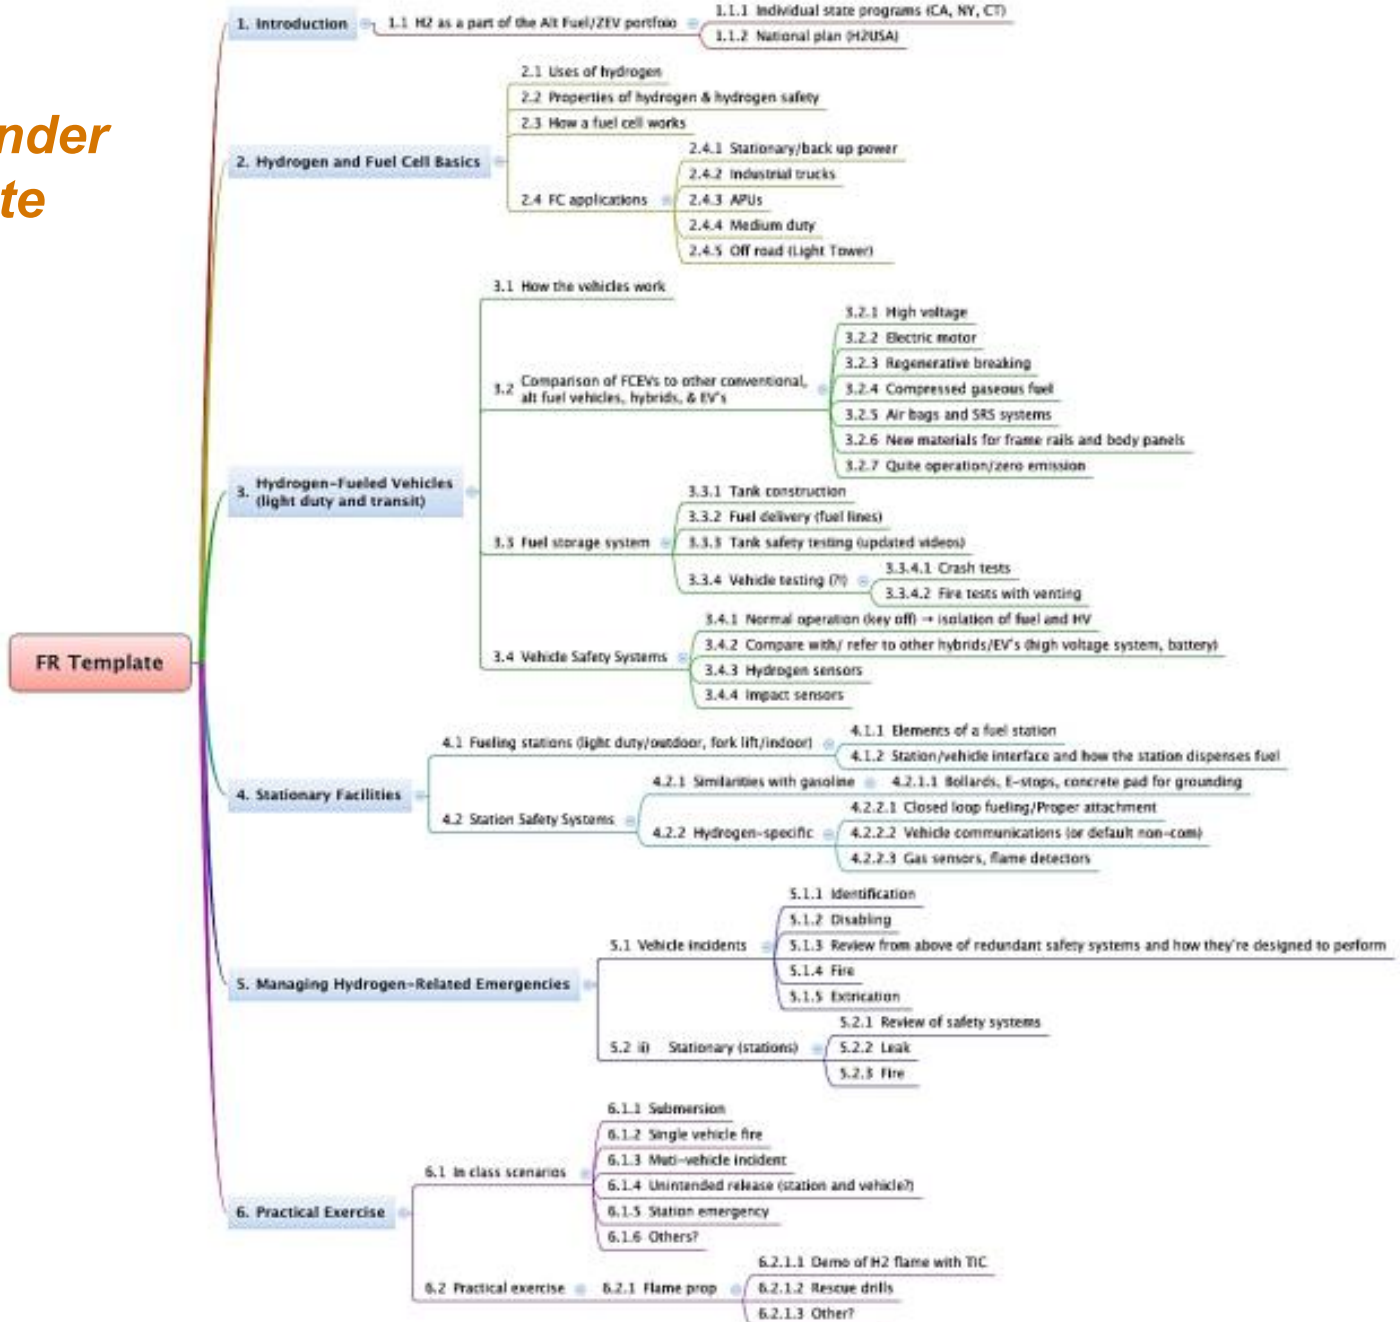 nder
te
FR Template
1. Introduction
1.1 H2 as a part of the Alt Fuel/ZEV portfoio
1.1.1 Individual state programs (CA, NY, CT)
1.1.2 National plan (H2USA)
2. Hydrogen and Fuel Cell Basics
2.1 Uses of hydrogen
2.2 Properties of hydrogen & hydrogen safety
2.3 How a fuel cell works
2.4 FC applications
2.4.1 Stationary/back up power
2.4.2 Industrial trucks
2.4.3 APUs
2.4.4 Medium duty
2.4.5 Off road (Light Tower)
3. Hydrogen-Fueled Vehicles
(light duty and transit)
3.1 How the vehicles work
3.2 Comparison of FCEVs to other conventional,
alt fuel vehicles, hybrids, & EV's
3.2.1 High voltage
3.2.2 Electric motor
3.2.3 Regenerative breaking
3.2.4 Compressed gaseous fuel
3.2.5 Air bags and SRS systems
3.2.6 New materials for frame rails and body panels
3.2.7 Quite operation/zero emission
3.3 Fuel storage system
3.3.1 Tank construction
3.3.2 Fuel delivery (fuel lines)
3.3.3 Tank safety testing (updated videos)
3.3.4 Vehicle testing (?!)
3.3.4.1 Crash tests
3.3.4.2 Fire tests with venting
3.4 Vehicle Safety Systems
3.4.1 Normal operation (key off) → isolation of fuel and HV
3.4.2 Compare with/ refer to other hybrids/EV's (high voltage system, battery)
3.4.3 Hydrogen sensors
3.4.4 Impact sensors
4. Stationary Facilities
4.1 Fueling stations (light duty/outdoor, fork lift/indoor)
4.1.1 Elements of a fuel station
4.1.2 Station/vehicle interface and how the station dispenses fuel
4.2 Station Safety Systems
4.2.1 Similarities with gasoline
4.2.1.1 Bollards, E-stops, concrete pad for grounding
4.2.2 Hydrogen-specific
4.2.2.1 Closed loop fueling/Proper attachment
4.2.2.2 Vehicle communications (or default non-com)
4.2.2.3 Gas sensors, flame detectors
5. Managing Hydrogen-Related Emergencies
5.1 Vehicle incidents
5.1.1 Identification
5.1.2 Disabling
5.1.3 Review from above of redundant safety systems and how they're designed to perform
5.1.4 Fire
5.1.5 Extrication
5.2 ii) Stationary (stations)
5.2.1 Review of safety systems
5.2.2 Leak
5.2.3 Fire
6. Practical Exercise
6.1 In class scenarios
6.1.1 Submersion
6.1.2 Single vehicle fire
6.1.3 Muti-vehicle incident
6.1.4 Unintended release (station and vehicle?)
6.1.5 Station emergency
6.1.6 Others?
6.2 Practical exercise
6.2.1 Flame prop
6.2.1.1 Demo of H2 flame with TIC
6.2.1.2 Rescue drills
6.2.1.3 Other?